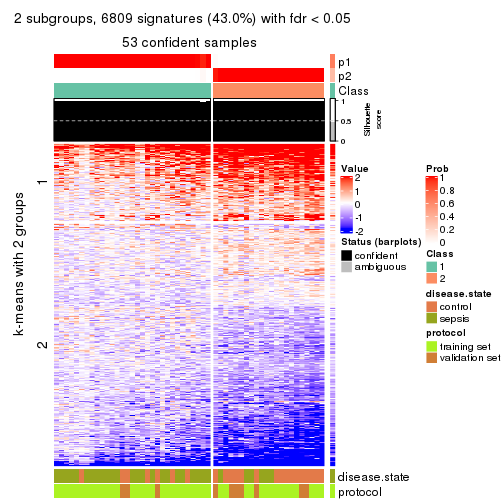 2 subgroups, 6809 signatures (43.0%) with fdr < 0.05
53 confident samples
p1
p2
Class
1
0.5
0
Silhouette
score
k-means with 2 groups
1
2
Value
2
1
0
-1
-2
Status (barplots)
confident
ambiguous
Prob
1
0.8
0.6
0.4
0.2
0
Class
1
2
disease.state
control
sepsis
protocol
training set
validation set
disease.state
protocol